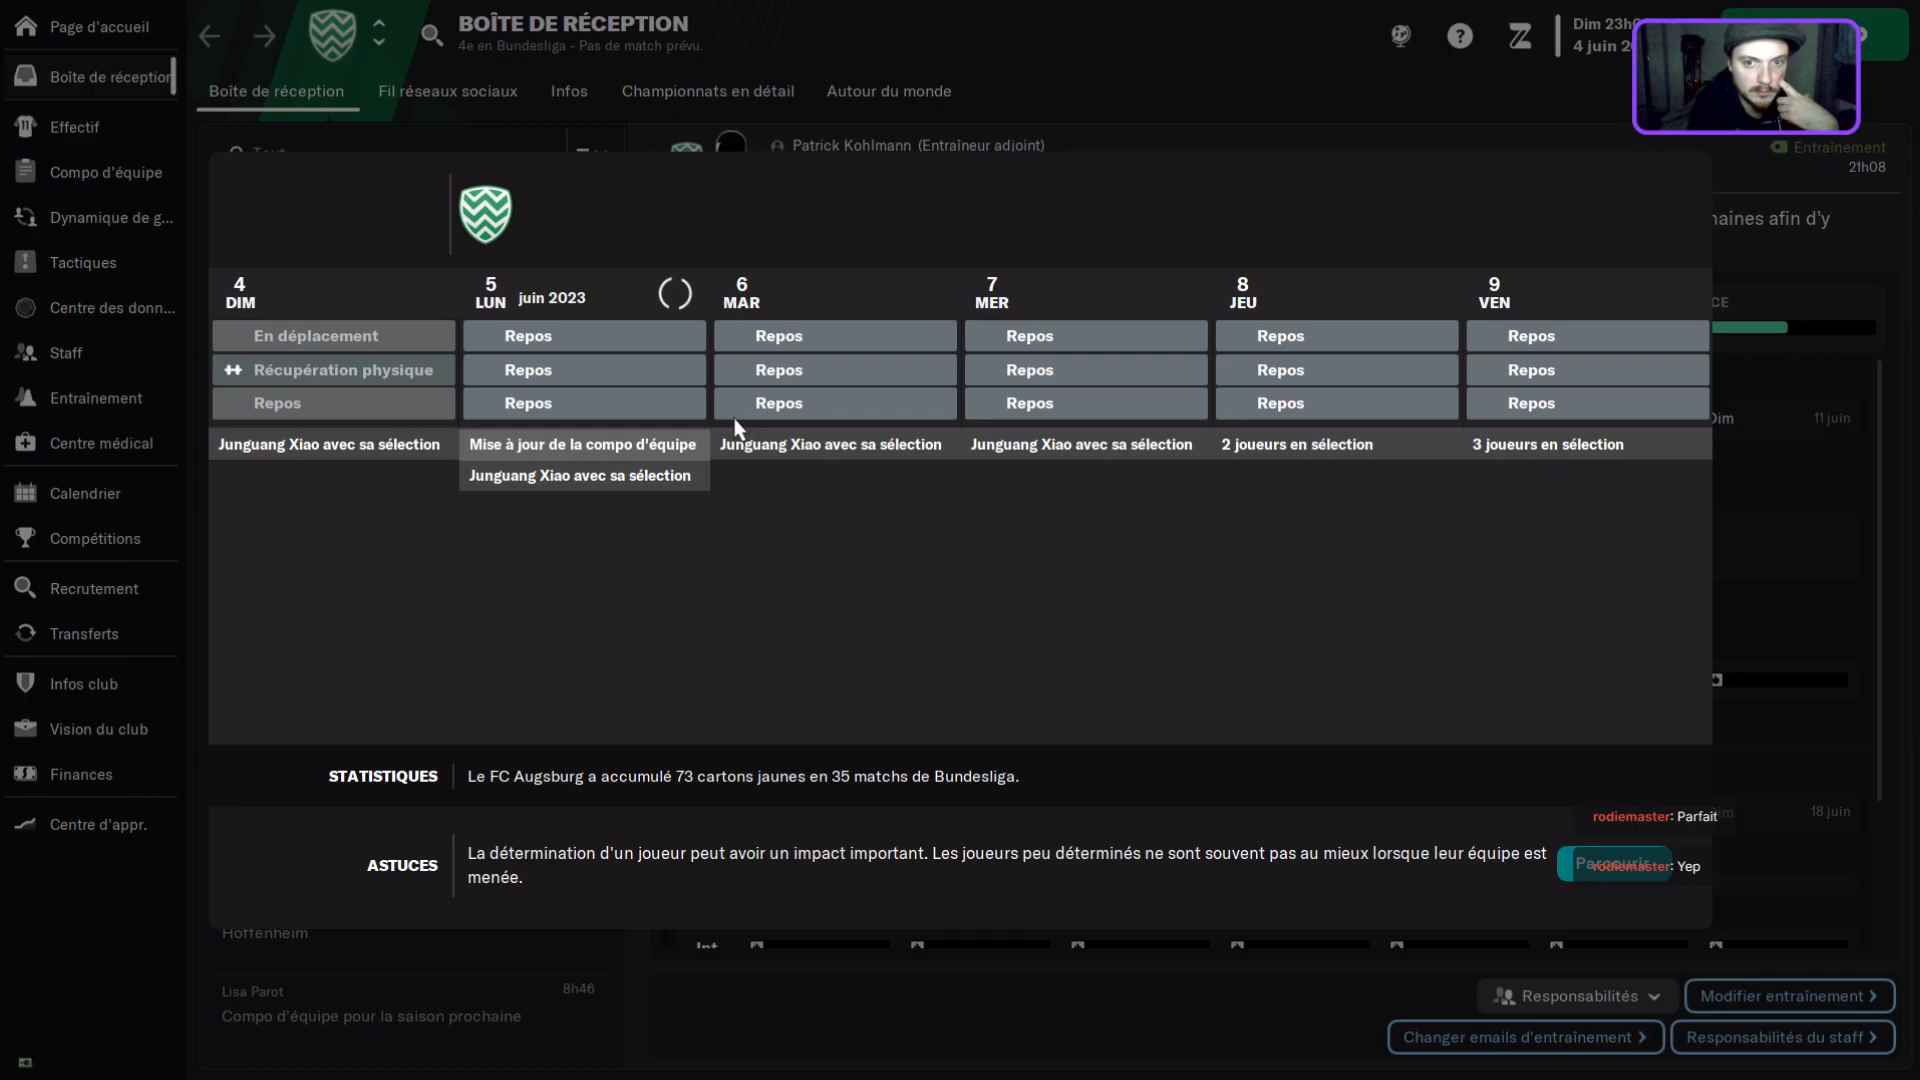 Page d'accueil
Boîte de réception
Effectif
Compo d'équipe
Dynamique de g...
Tactiques
Centre des donn...
Staff
Entraînement
Centre médical
Calendrier
Compétitions
Recrutement
Transferts
Infos club
Vision du club
Finances
Centre d'appr.
BOÎTE DE RÉCEPTION
4e en Bundesliga - Pas de match prévu.
Dim 23h
4 juin
Boîte de réception
Fil réseaux sociaux
Infos
Championnats en détail
Autour du monde
Patrick Kohlmann (Entraîneur adjoint)
Entraînement
21h08
afin d'y
4 DIM
5 LUN juin 2023
6 MAR
7 MER
8 JEU
9 VEN
En déplacement
Repos
Repos
Repos
Repos
Repos
Récupération physique
Repos
Repos
Repos
Repos
Repos
Repos
Repos
Repos
Repos
Repos
Repos
Junguang Xiao avec sa sélection
Mise à jour de la compo d'équipe
Junguang Xiao avec sa sélection
Junguang Xiao avec sa sélection
2 joueurs en sélection
3 joueurs en sélection
Junguang Xiao avec sa sélection
Dim 11 juin
18 juin
STATISTIQUES
Le FC Augsburg a accumulé 73 cartons jaunes en 35 matchs de Bundesliga.
ASTUCES
La détermination d'un joueur peut avoir un impact important. Les joueurs peu déterminés ne sont souvent pas au mieux lorsque leur équipe est
menée.
rodiemaster: Parfait
rodiemaster: Yep
Hoffenheim
Lisa Parot
8h46
Compo d'équipe pour la saison prochaine
Responsabilités
Modifier entraînement
Changer emails d'entraînement
Responsabilités du staff